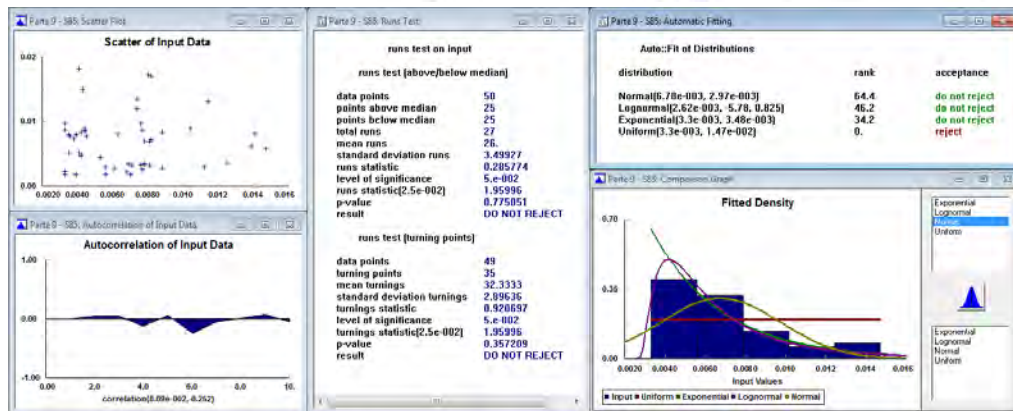 Parte 9 - S85: Scatter Plot
Scatter of Input Data
0.02
0.01
0.00
0.0020 0.0040 0.0060 0.0080 0.010 0.012 0.014 0.016
Parte 9 - S85: Autocorrelation of Input Data
Autocorrelation of Input Data
1.00
0.00
-1.00
0.00 2.0 4.0 6.0 8.0 10.
Parte 9 - S85: Runs Test
runs test on input
runs test (above/below median)
data points 50
points above median 25
points below median 25
total runs 27
mean runs 26.
standard deviation runs 3.49927
runs statistic 0.285774
level of significance 5.e-002
runs statistic(2.5e-002) 1.95996
p-value 0.775051
result DO NOT REJECT
runs test (turning points)
data points 49
turning points 35
mean turnings 32.3333
standard deviation turnings 2.89636
turnings statistic 0.920697
level of significance 5.e-002
turnings statistic(2.5e-002) 1.95996
p-value 0.357209
result DO NOT REJECT
Parte 9 - S85: Automatic Fitting
Auto::Fit of Distributions
distribution rank acceptance
Normal(6.78e-003, 2.97e-003) 64.4 do not reject
Lognormal(2.62e-003, -5.78, 0.825) 46.2 do not reject
Exponential(3.3e-003, 3.48e-003) 34.2 do not reject
Uniform(3.3e-003, 1.47e-002) 0. reject
Parte 9 - S85: Comparison Graph
Fitted Density
0.70
0.35
0.00
0.0020 0.0040 0.0060 0.0080 0.010 0.012 0.014 0.016
Input Values
Input Uniform Exponential Lognormal Normal
Exponential
Lognormal
Normal
Uniform
Exponential
Lognormal
Normal
Uniform